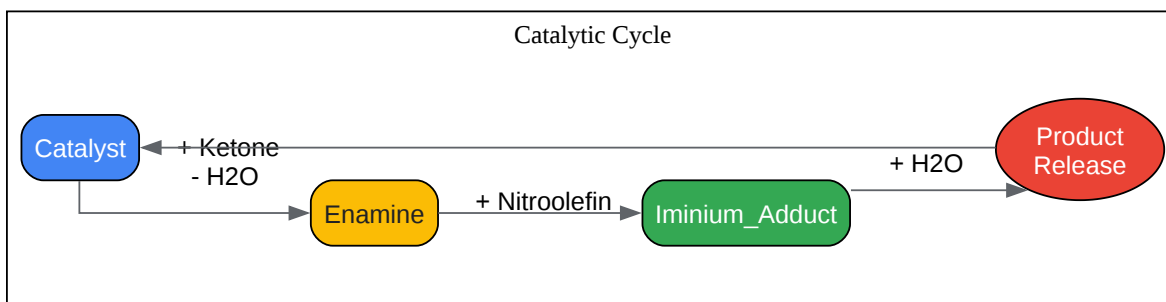 Catalytic Cycle
Catalyst
+ Ketone
- H2O
Enamine
+ Nitroolefin
Iminium_Adduct
+ H2O
Product
Release